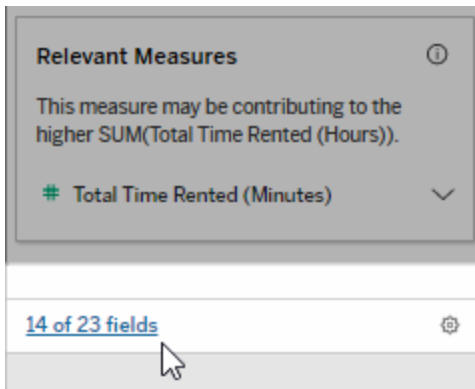 Relevant Measures
This measure may be contributing to the
higher SUM(Total Time Rented (Hours)).
# Total Time Rented (Minutes)
14 of 23 fields